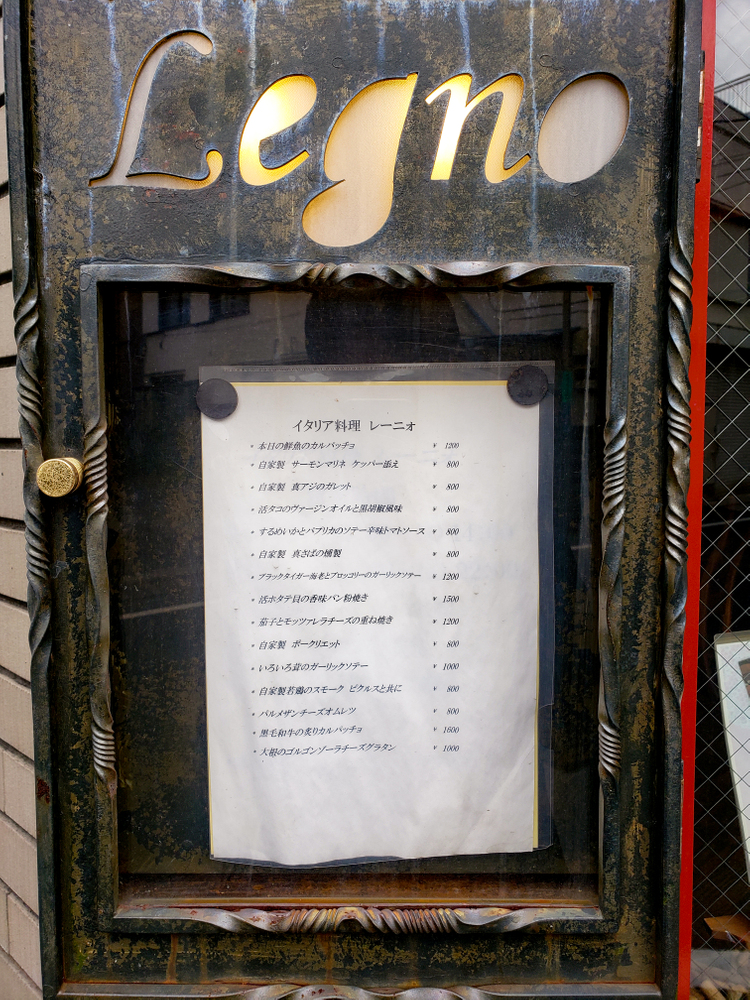 Legno
イタリア料理 レーニォ
* 本日の鮮魚のカルパッチョ ¥ 1200
* 自家製 サーモンマリネ ケッパー添え ¥ 800
* 自家製 真アジのガレット ¥ 800
* 活タコのヴァージンオイルと黒胡椒風味 ¥ 800
* するめいかとパプリカのソテー辛味トマトソース ¥ 800
* 自家製 真さばの燻製 ¥ 800
* ブラックタイガー海老とブロッコリーのガーリックソテー ¥ 1200
* 活ホタテ貝の香味パン粉焼き ¥ 1500
* 茄子とモッツァレラチーズの重ね焼き ¥ 1200
* 自家製 ポークリエット ¥ 800
* いろいろ茸のガーリックソテー ¥ 1000
* 自家製若鶏のスモーク ピクルスと共に ¥ 800
* パルメザンチーズオムレツ ¥ 800
* 黒毛和牛の炙りカルパッチョ ¥ 1600
* 大根のゴルゴンゾーラチーズグラタン ¥ 1000